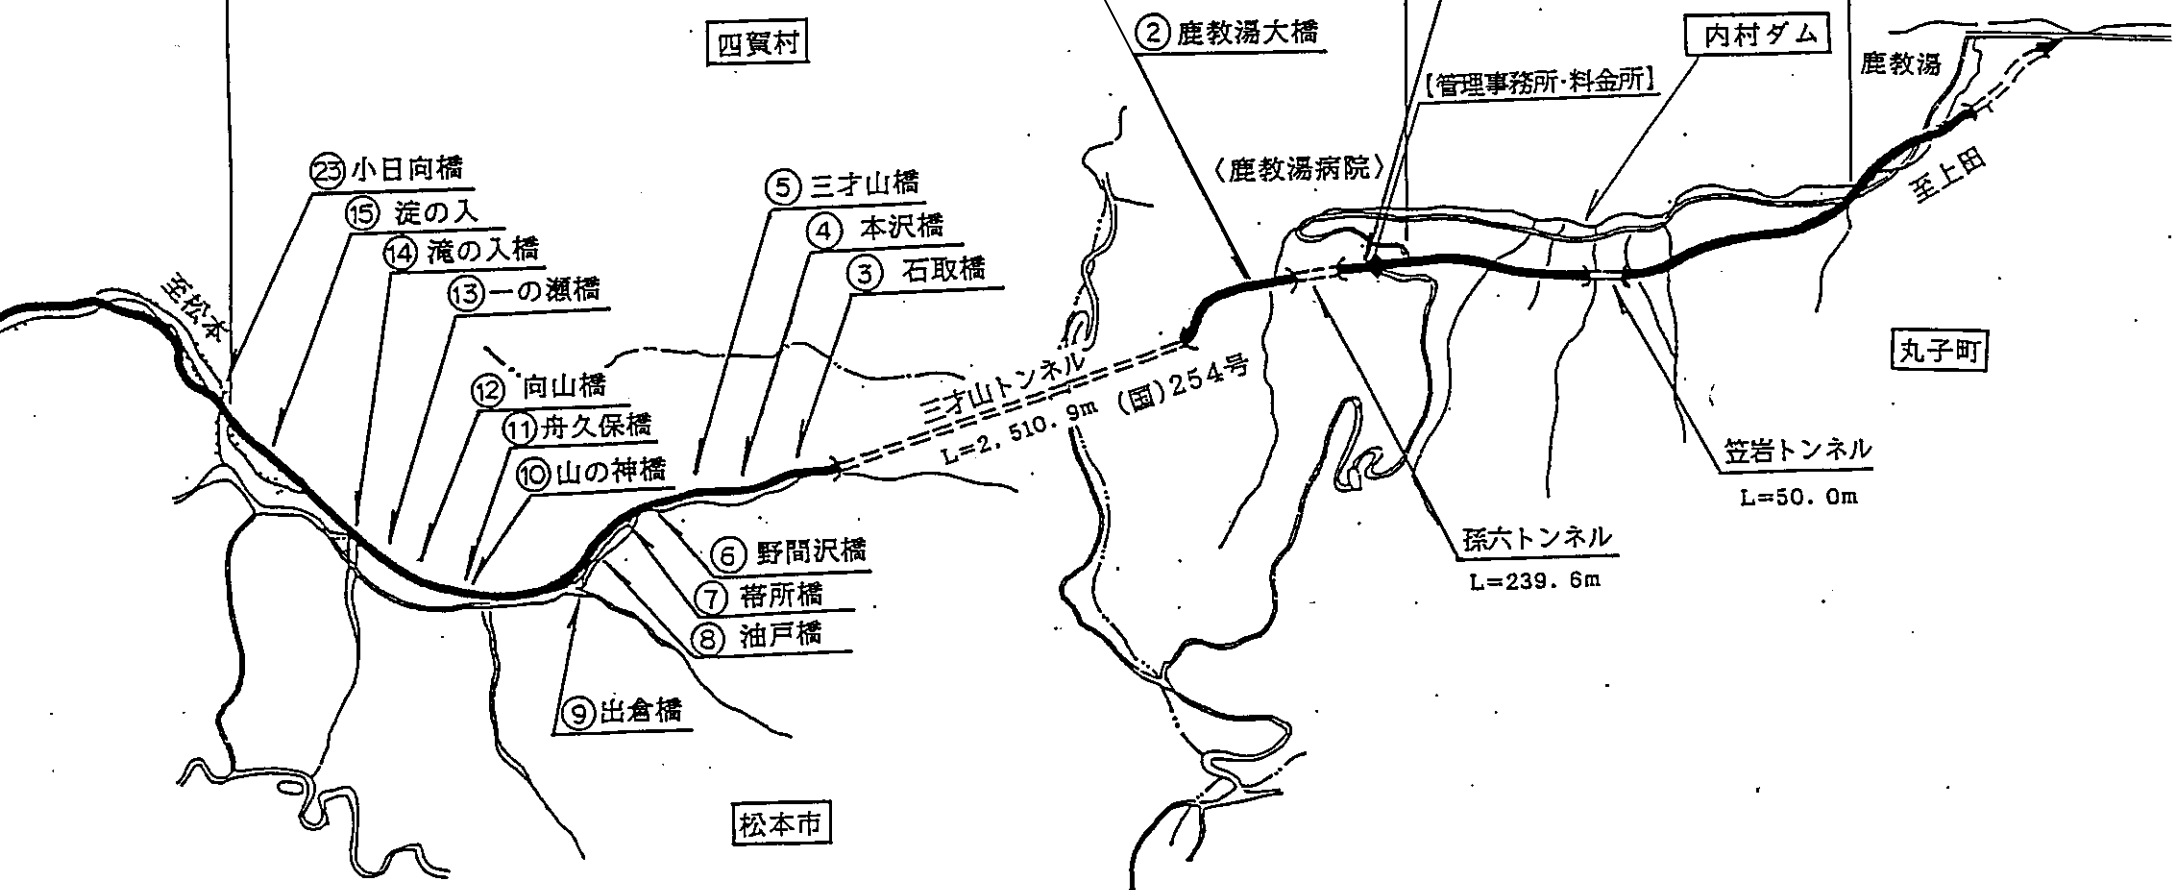 四賀村
②鹿教湯大橋
内村ダム
鹿教湯
【管理事務所・料金所】
〈鹿教湯病院〉
至上田
㉓小日向橋
⑮ 淀の入
⑭滝の入橋
⑬一の瀬橋
⑤ 三才山橋
④ 本沢橋
③ 石取橋
至松本
⑫ 向山橋
⑪舟久保橋
⑩山の神橋
三才山トンネル
L=2,510.9m (国)254号
丸子町
笠岩トンネル
L=50.0m
孫六トンネル
L=239.6m
⑥ 野間沢橋
⑦ 帯所橋
⑧ 油戸橋
⑨出倉橋
松本市